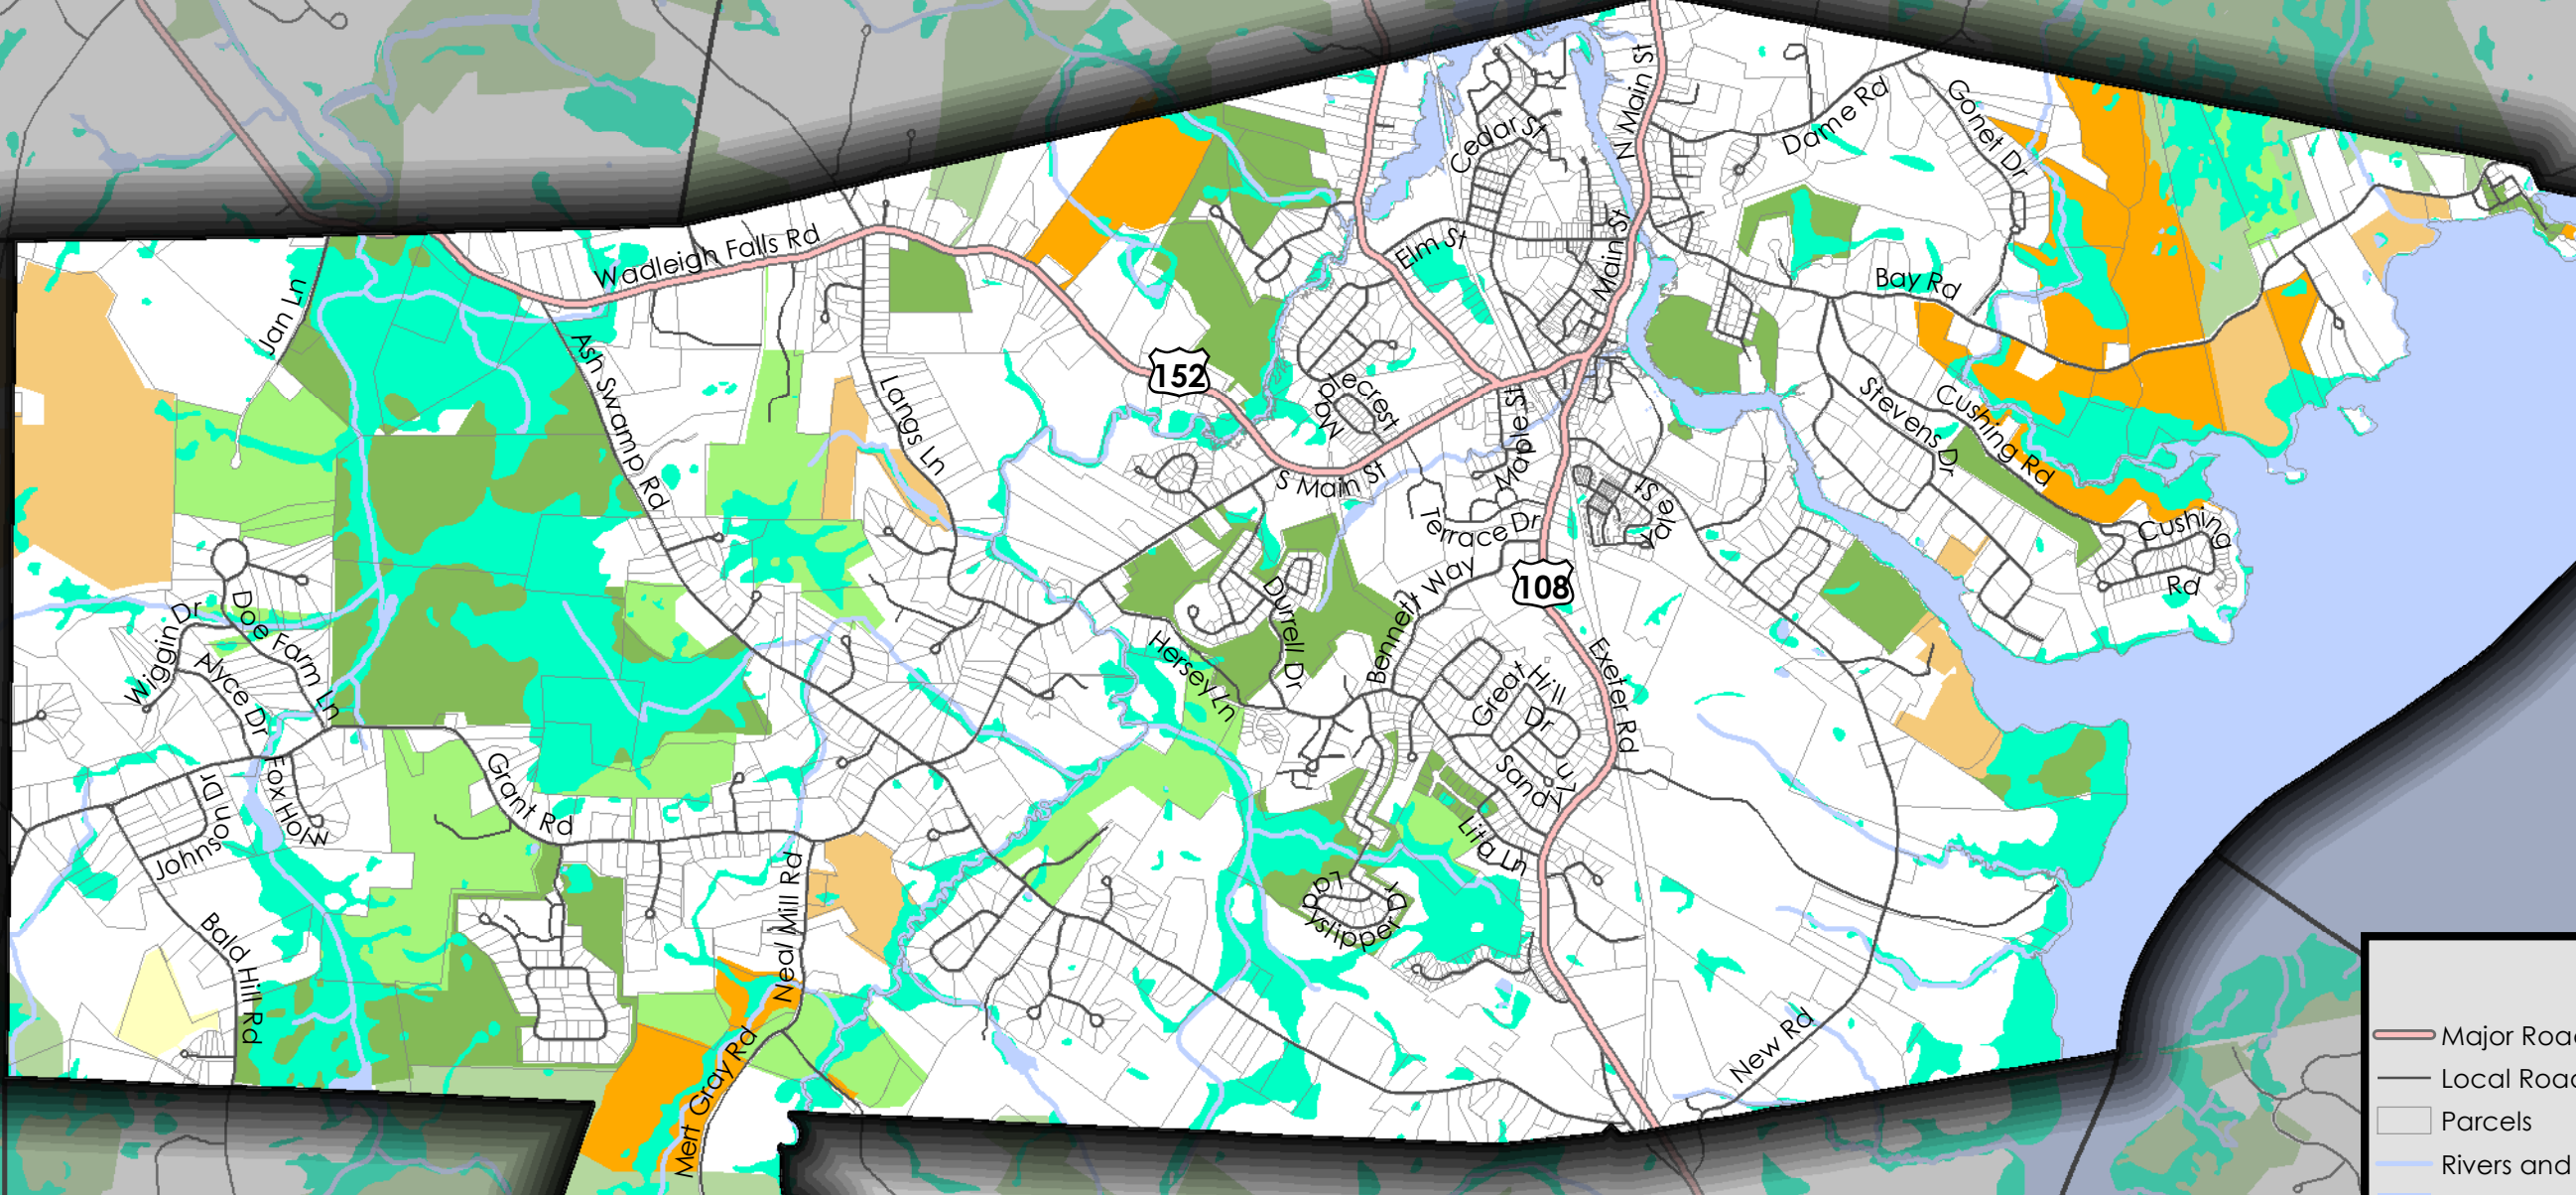 N Main St
Cedar St
Dame Rd
Gonet Dr
Wadleigh Falls Rd
Elm St
Main St
Bay Rd
Jan Ln
Ash Swamp Rd
152
Langs Ln
Moplecrest
Maple St
Stevens Dr
Cushing Rd
S Main St
Terrace Dr
Yale St
Cushing
Rd
108
Bennett Way
Durrell Dr
Hersey Ln
Wiggin Dr
Doe Farm Ln
Alyce Dr
Great Hill
Dr
Exeter Rd
Sandy Ln
Fox Holw
Johnson Dr
Grant Rd
Lita Ln
Neal Mill Rd
Ladyslipper Dr
Bald Hill Rd
New Rd
Mert Gray Rd
Major Roa
Local Road
Parcels
Rivers and